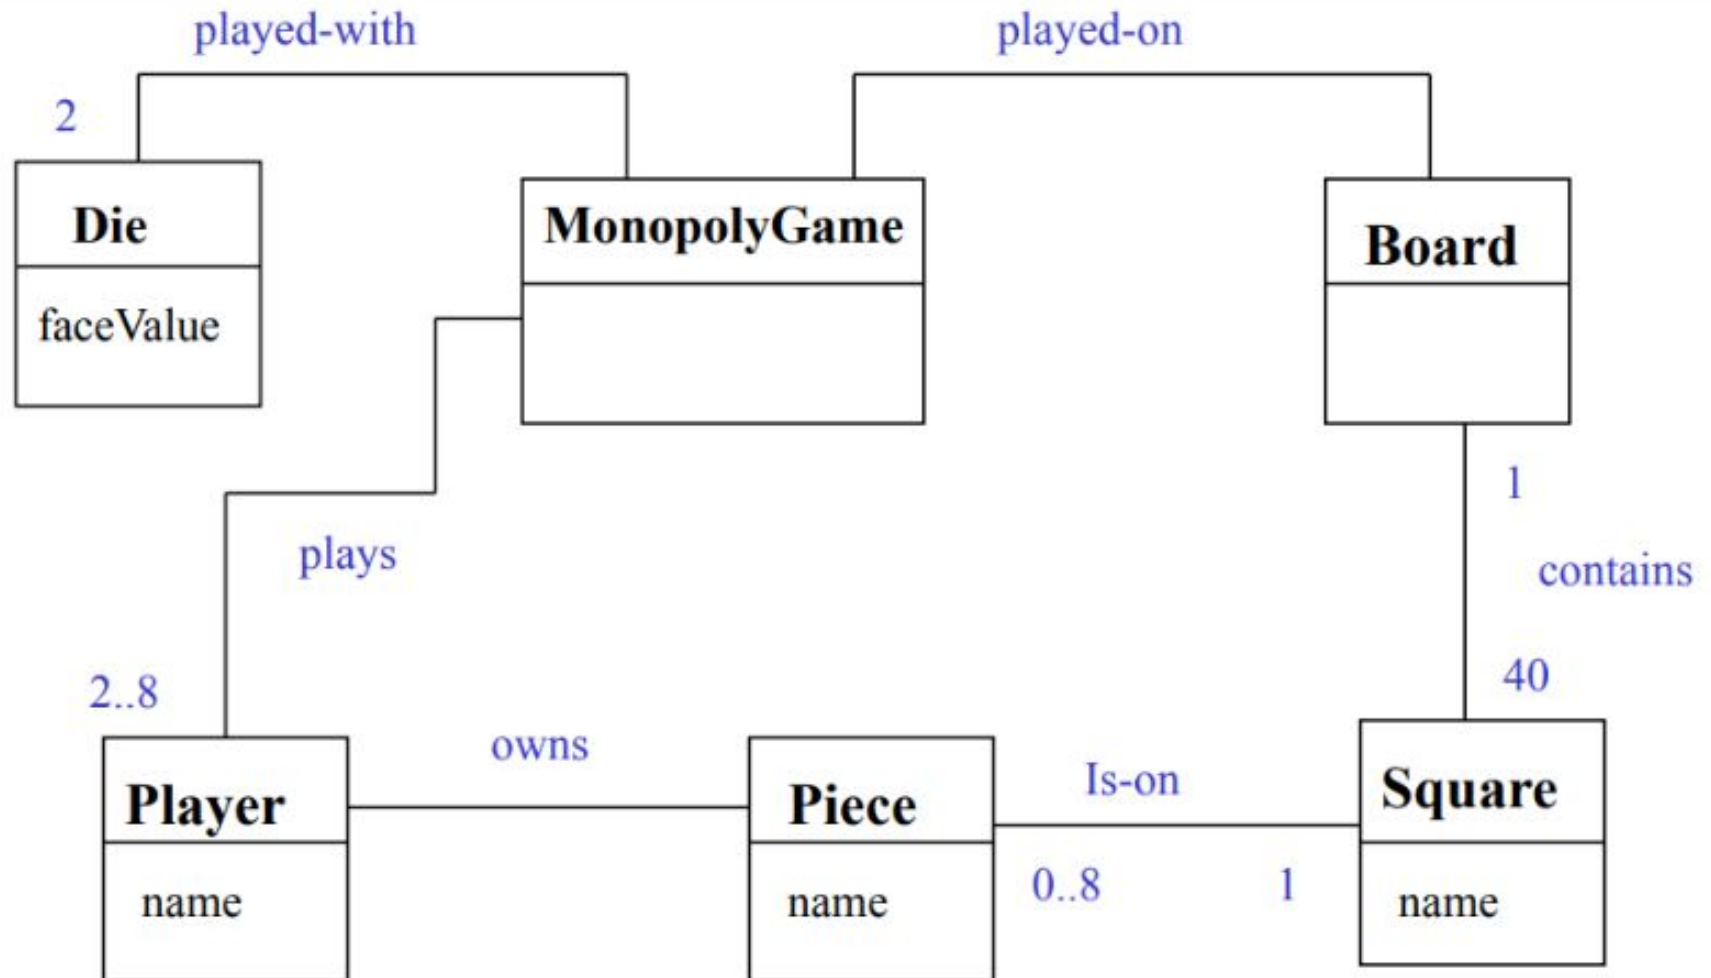 played-with
played-on
2
Die
MonopolyGame
Board
faceValue
1
plays
contains
2..8
40
owns
Is-on
Player
Piece
Square
0..8
1
name
name
name